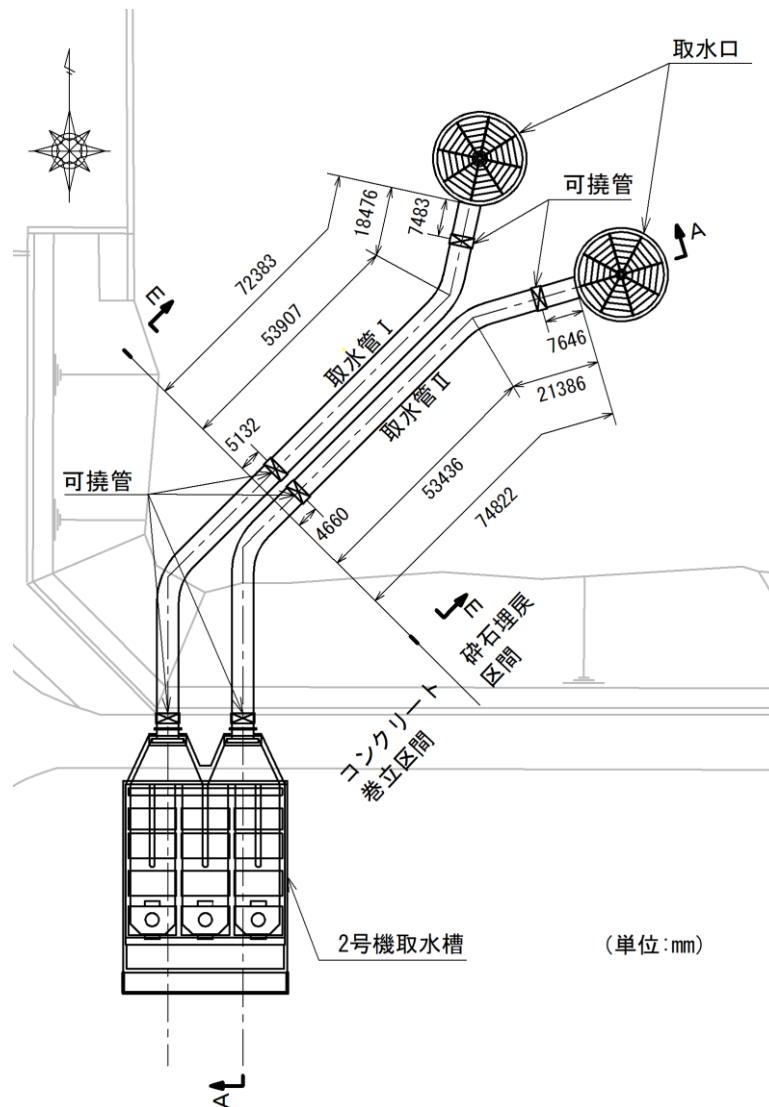 取水口
可撓管
A
18476
7483
72383
53907
E
取水管Ⅰ
取水管Ⅱ
7646
21386
5132
53436
74822
可撓管
4660
E
砕石埋戻
区間
コンクリート
巻立区間
2号機取水槽
(単位:mm)
A